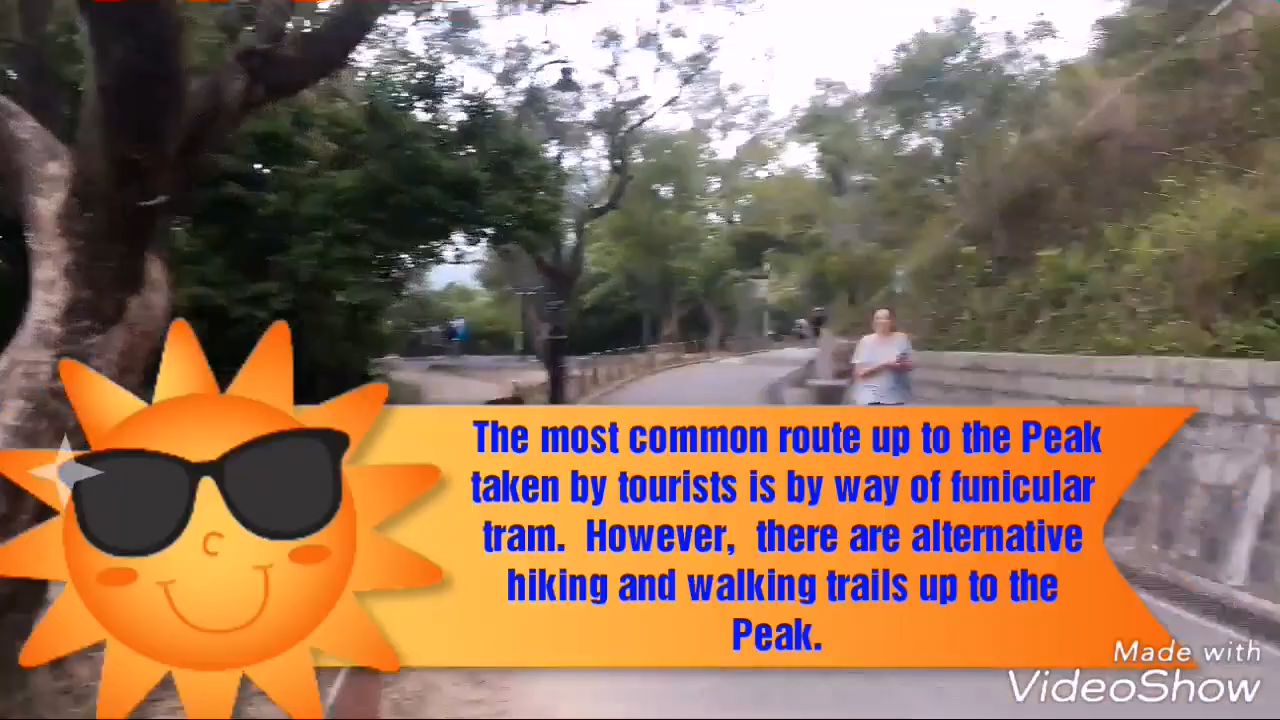 The most common route up to the Peak
taken by tourists is by way of funicular
tram.  However,  there are alternative
hiking and walking trails up to the
Peak.
Made with
VideoShow